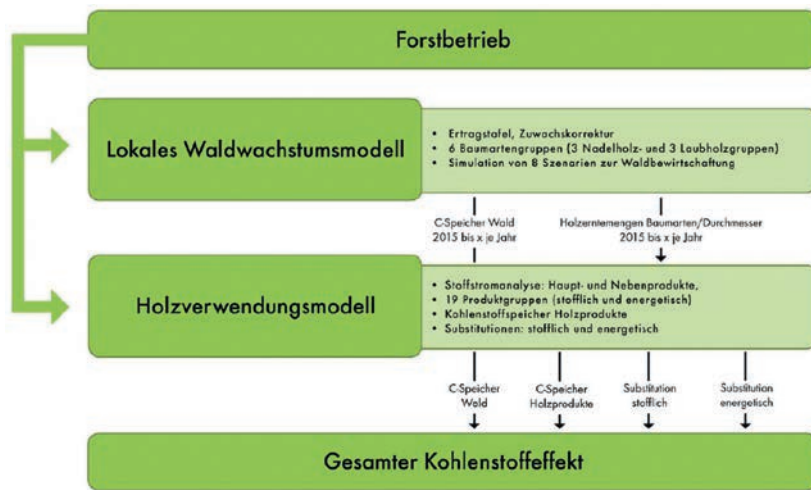 Forstbetrieb
Lokales Waldwachstumsmodell
• Ertragstafel, Zuwachskorrektur
• 6 Baumartengruppen (3 Nadelholz- und 3 Laubholzgruppen)
• Simulation von 8 Szenarien zur Waldbewirtschaftung
C-Speicher Wald
2015 bis x je Jahr
Holzerntemengen Baumarten/Durchmesser
2015 bis x je Jahr
Holzverwendungsmodell
• Stoffstromanalyse: Haupt- und Nebenprodukte,
• 19 Produktgruppen (stofflich und energetisch)
• Kohlenstoffspeicher Holzprodukte
• Substitutionen: stofflich und energetisch
C-Speicher
Wald
C-Speicher
Holzprodukte
Substitution
stofflich
Substitution
energetisch
Gesamter Kohlenstoffeffekt